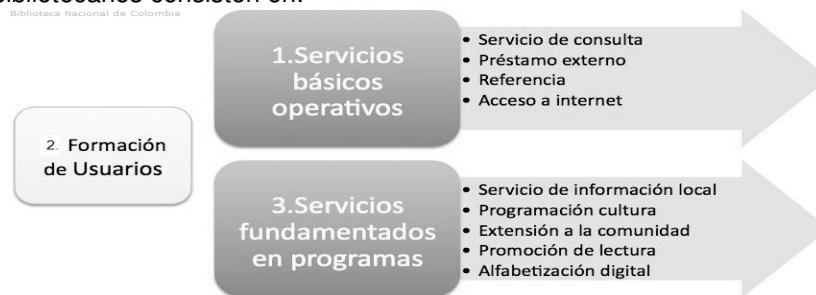 bibliotecarios consisten en:
Biblioteca Nacional de Colombia
1.Servicios
básicos
operativos
• Servicio de consulta
• Préstamo externo
• Referencia
• Acceso a internet
2. Formación
de Usuarios
3.Servicios
fundamentados
en programas
• Servicio de información local
• Programación cultura
• Extensión a la comunidad
• Promoción de lectura
• Alfabetización digital